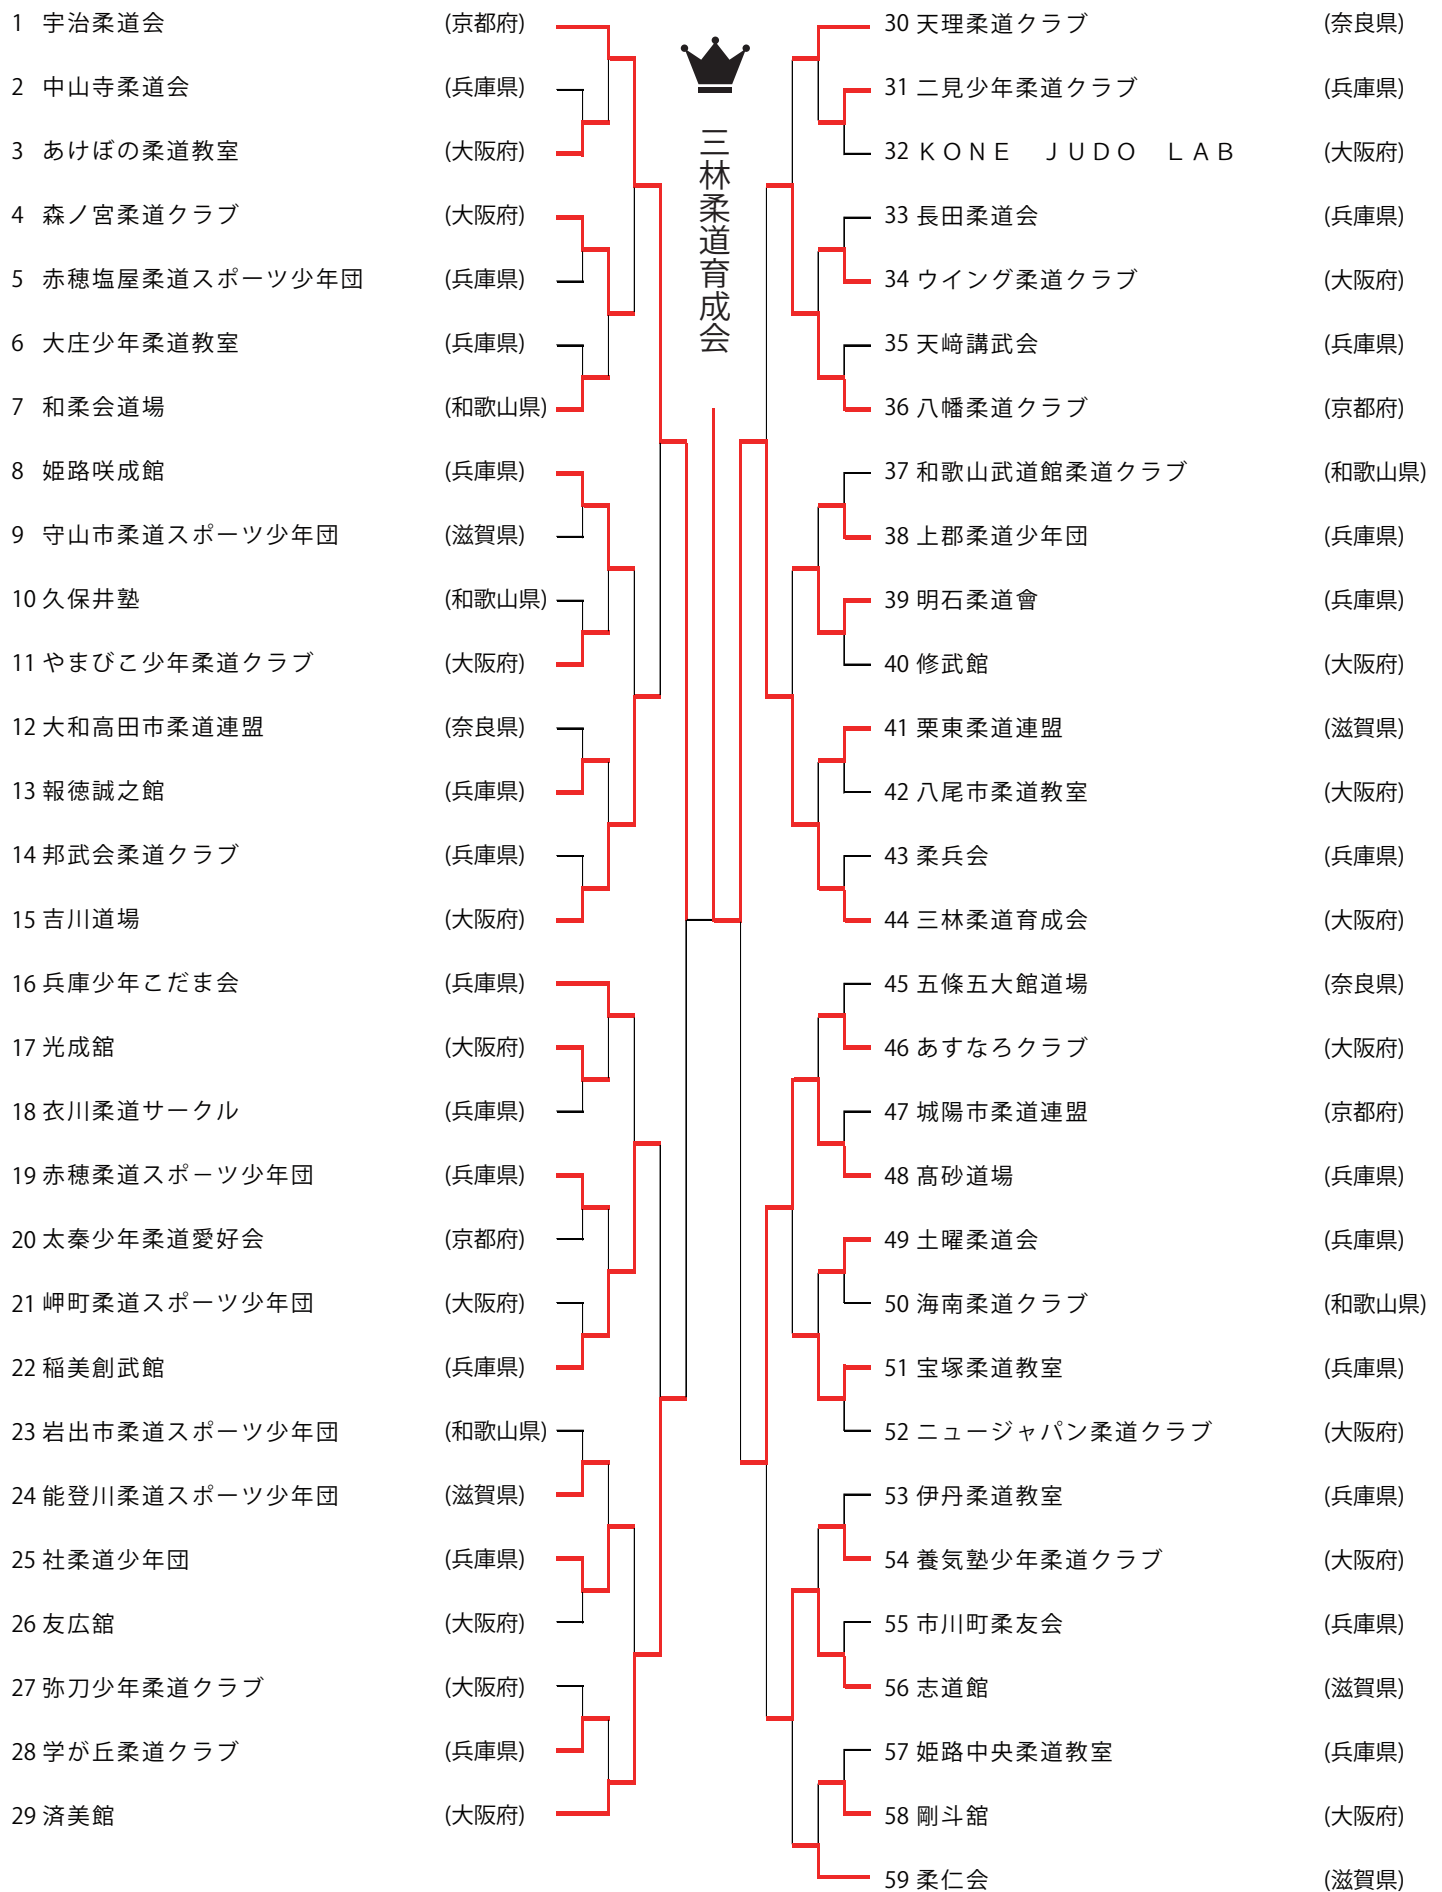 1 宇治柔道会 (京都府)
2 中山寺柔道会 (兵庫県)
3 あけぼの柔道教室 (大阪府)
4 森ノ宮柔道クラブ (大阪府)
5 赤穂塩屋柔道スポーツ少年団 (兵庫県)
6 大庄少年柔道教室 (兵庫県)
7 和柔会道場 (和歌山県)
8 姫路咲成館 (兵庫県)
9 守山市柔道スポーツ少年団 (滋賀県)
10 久保井塾 (和歌山県)
11 やまびこ少年柔道クラブ (大阪府)
12 大和高田市柔道連盟 (奈良県)
13 報徳誠之館 (兵庫県)
14 邦武会柔道クラブ (兵庫県)
15 吉川道場 (大阪府)
16 兵庫少年こだま会 (兵庫県)
17 光成舘 (大阪府)
18 衣川柔道サークル (兵庫県)
19 赤穂柔道スポーツ少年団 (兵庫県)
20 太秦少年柔道愛好会 (京都府)
21 岬町柔道スポーツ少年団 (大阪府)
22 稲美創武館 (兵庫県)
23 岩出市柔道スポーツ少年団 (和歌山県)
24 能登川柔道スポーツ少年団 (滋賀県)
25 社柔道少年団 (兵庫県)
26 友広舘 (大阪府)
27 弥刀少年柔道クラブ (大阪府)
28 学が丘柔道クラブ (兵庫県)
29 済美館 (大阪府)
三林柔道育成会
30 天理柔道クラブ (奈良県)
31 二見少年柔道クラブ (兵庫県)
32 ＫＯＮＥ　ＪＵＤＯ　ＬＡＢ (大阪府)
33 長田柔道会 (兵庫県)
34 ウイング柔道クラブ (大阪府)
35 天﨑講武会 (兵庫県)
36 八幡柔道クラブ (京都府)
37 和歌山武道館柔道クラブ (和歌山県)
38 上郡柔道少年団 (兵庫県)
39 明石柔道會 (兵庫県)
40 修武館 (大阪府)
41 栗東柔道連盟 (滋賀県)
42 八尾市柔道教室 (大阪府)
43 柔兵会 (兵庫県)
44 三林柔道育成会 (大阪府)
45 五條五大館道場 (奈良県)
46 あすなろクラブ (大阪府)
47 城陽市柔道連盟 (京都府)
48 髙砂道場 (兵庫県)
49 土曜柔道会 (兵庫県)
50 海南柔道クラブ (和歌山県)
51 宝塚柔道教室 (兵庫県)
52 ニュージャパン柔道クラブ (大阪府)
53 伊丹柔道教室 (兵庫県)
54 養気塾少年柔道クラブ (大阪府)
55 市川町柔友会 (兵庫県)
56 志道館 (滋賀県)
57 姫路中央柔道教室 (兵庫県)
58 剛斗舘 (大阪府)
59 柔仁会 (滋賀県)